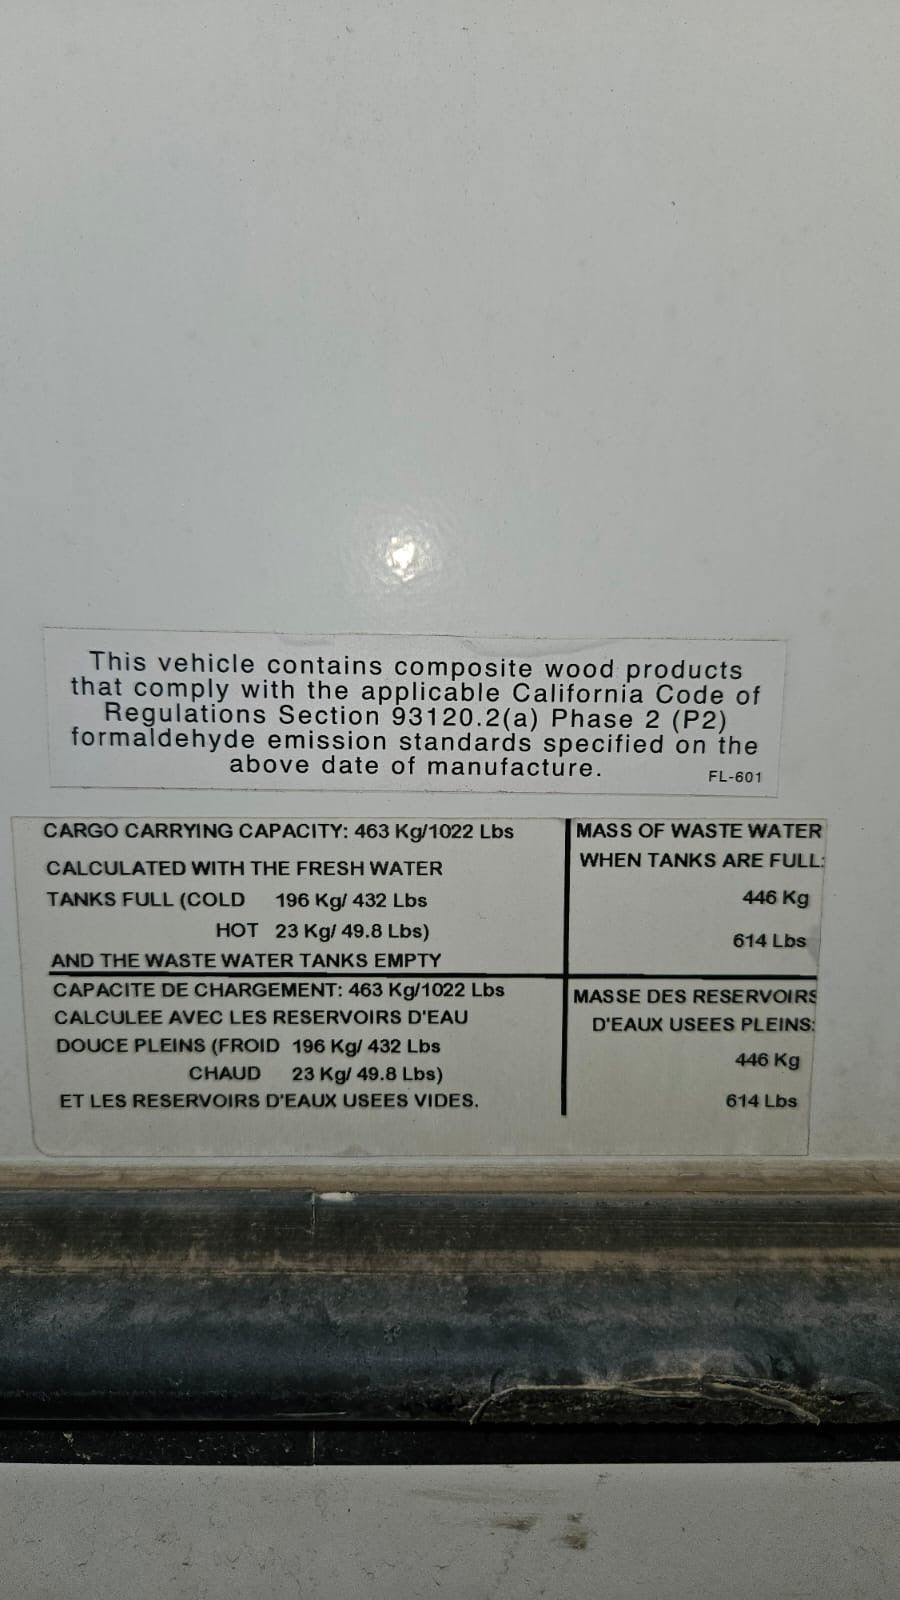 This vehicle contains composite wood products
that comply with the applicable California Code of
Regulations Section 93120.2(a) Phase 2 (P2)
formaldehyde emission standards specified on the
above date of manufacture.
FL-601
CARGO CARRYING CAPACITY: 463 Kg/1022 Lbs
CALCULATED WITH THE FRESH WATER
TANKS FULL (COLD 196 Kg/ 432 Lbs
HOT 23 Kg/ 49.8 Lbs)
AND THE WASTE WATER TANKS EMPTY
MASS OF WASTE WATER
WHEN TANKS ARE FULL:
446 Kg
614 Lbs
CAPACITE DE CHARGEMENT: 463 Kg/1022 Lbs
CALCULEE AVEC LES RESERVOIRS D'EAU
DOUCE PLEINS (FROID 196 Kg/ 432 Lbs
CHAUD 23 Kg/ 49.8 Lbs)
ET LES RESERVOIRS D'EAUX USEES VIDES.
MASSE DES RESERVOIRS
D'EAUX USEES PLEINS:
446 Kg
614 Lbs